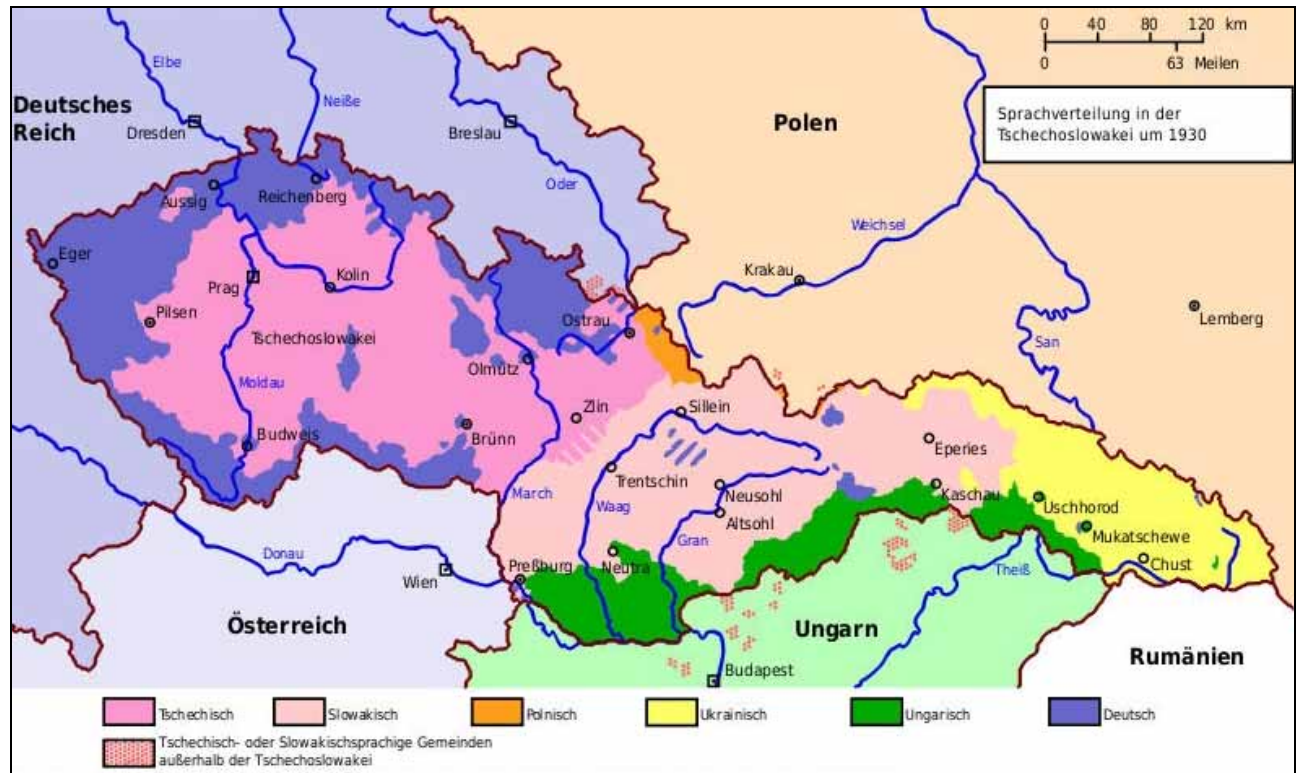 0 40 80 120 km
0 63 Meilen
Sprachverteilung in der
Tschechoslowakei um 1930
Elbe
Deutsches
Reich
Neiße
Dresden
Breslau
Polen
Oder
Aussig
Reichenberg
Weichsel
Eger
Prag
Kolin
Krakau
Pilsen
Tschechoslowakei
Ostrau
Lemberg
San
Olmütz
Moldau
Zlin
Sillein
Budweis
Brünn
Eperies
Trentschin
March
Waag
Neusohl
Kaschau
Altsohl
Uschhorod
Gran
Mukatschewe
Donau
Preßburg
Neutra
Chust
Wien
Theiß
Österreich
Ungarn
Rumänien
Budapest
Tschechisch
Slowakisch
Polnisch
Ukrainisch
Ungarisch
Deutsch
Tschechisch- oder Slowakischsprachige Gemeinden
außerhalb der Tschechoslowakei